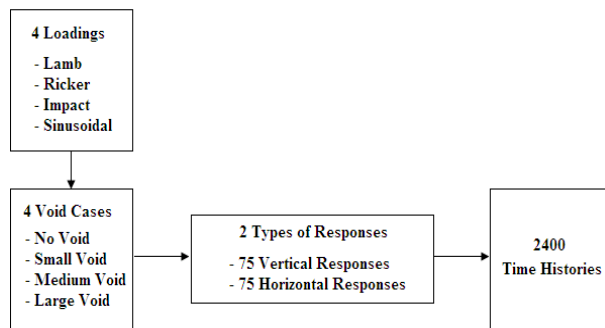 4 Loadings
- Lamb
- Ricker
- Impact
- Sinusoidal
4 Void Cases
- No Void
- Small Void
- Medium Void
- Large Void
2 Types of Responses
- 75 Vertical Responses
- 75 Horizontal Responses
2400
Time Histories